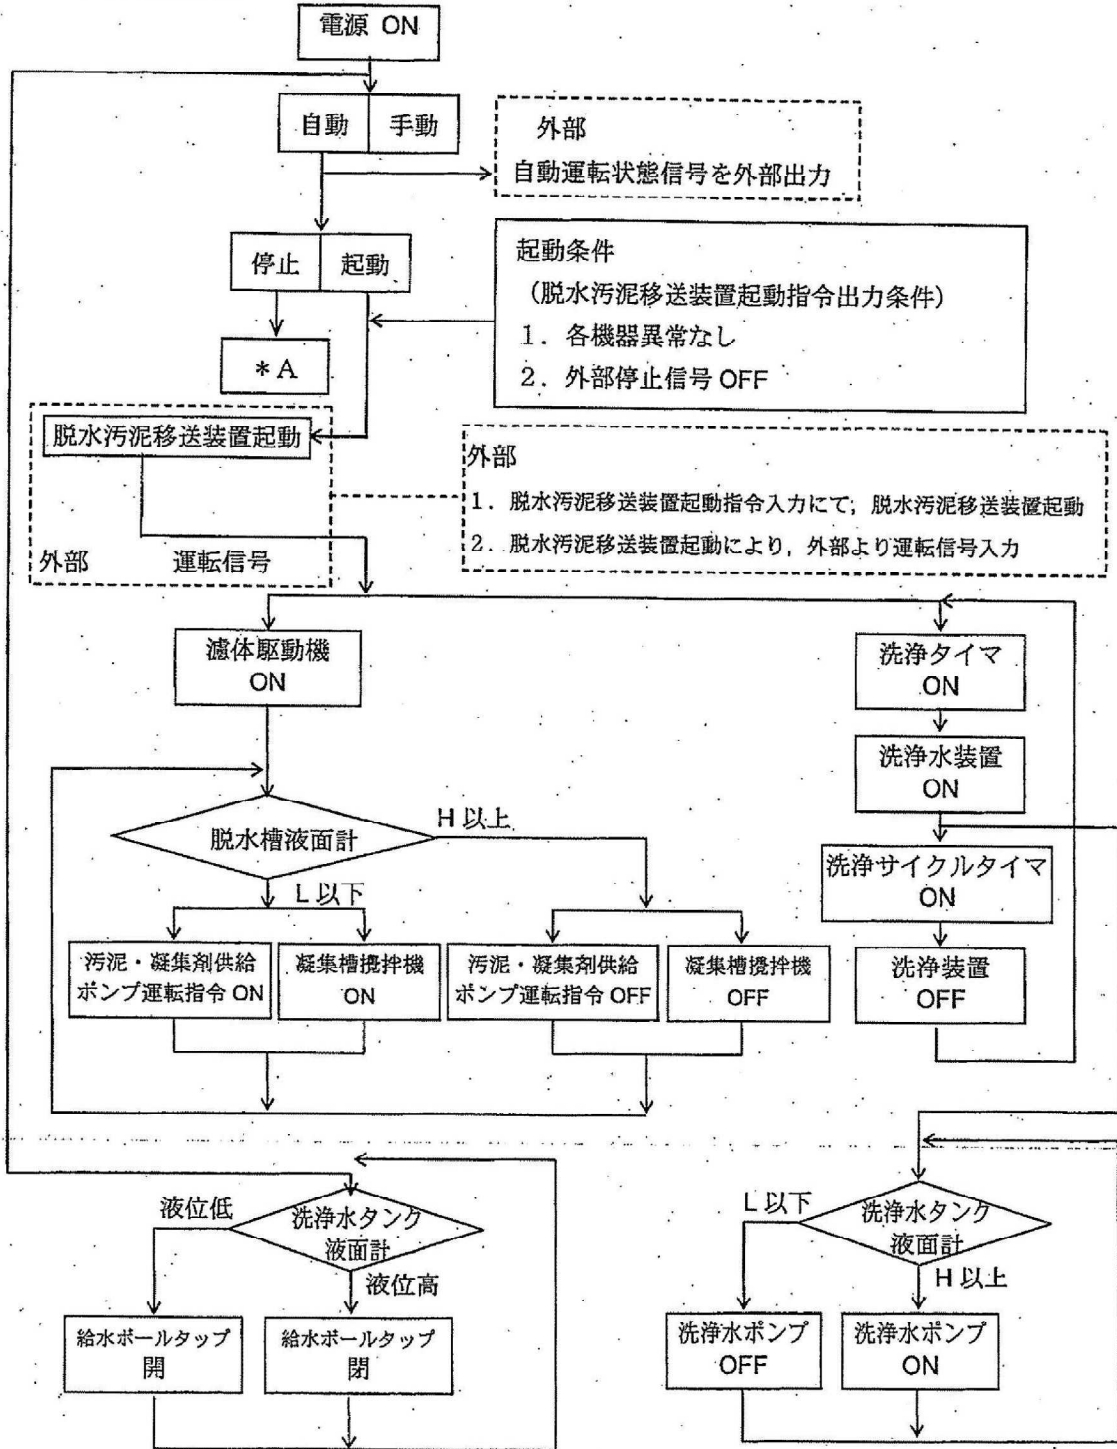 電源 ON
自動 手動
外部
自動運転状態信号を外部出力
停止 起動
起動条件
(脱水汚泥移送装置起動指令出力条件)
1. 各機器異常なし
2. 外部停止信号 OFF
*A
脱水汚泥移送装置起動
外部 運転信号
外部
1. 脱水汚泥移送装置起動指令入力にて, 脱水汚泥移送装置起動
2. 脱水汚泥移送装置起動により, 外部より運転信号入力
濾体駆動機
ON
洗浄タイマ
ON
洗浄水装置
ON
脱水槽液面計
H 以上
L 以下
洗浄サイクルタイマ
ON
汚泥・凝集剤供給
ポンプ運転指令 ON
凝集槽攪拌機
ON
汚泥・凝集剤供給
ポンプ運転指令 OFF
凝集槽攪拌機
OFF
洗浄装置
OFF
液位低
洗浄水タンク
液面計
液位高
給水ボールタップ
開
給水ボールタップ
閉
L 以下
洗浄水タンク
液面計
H 以上
洗浄水ポンプ
OFF
洗浄水ポンプ
ON